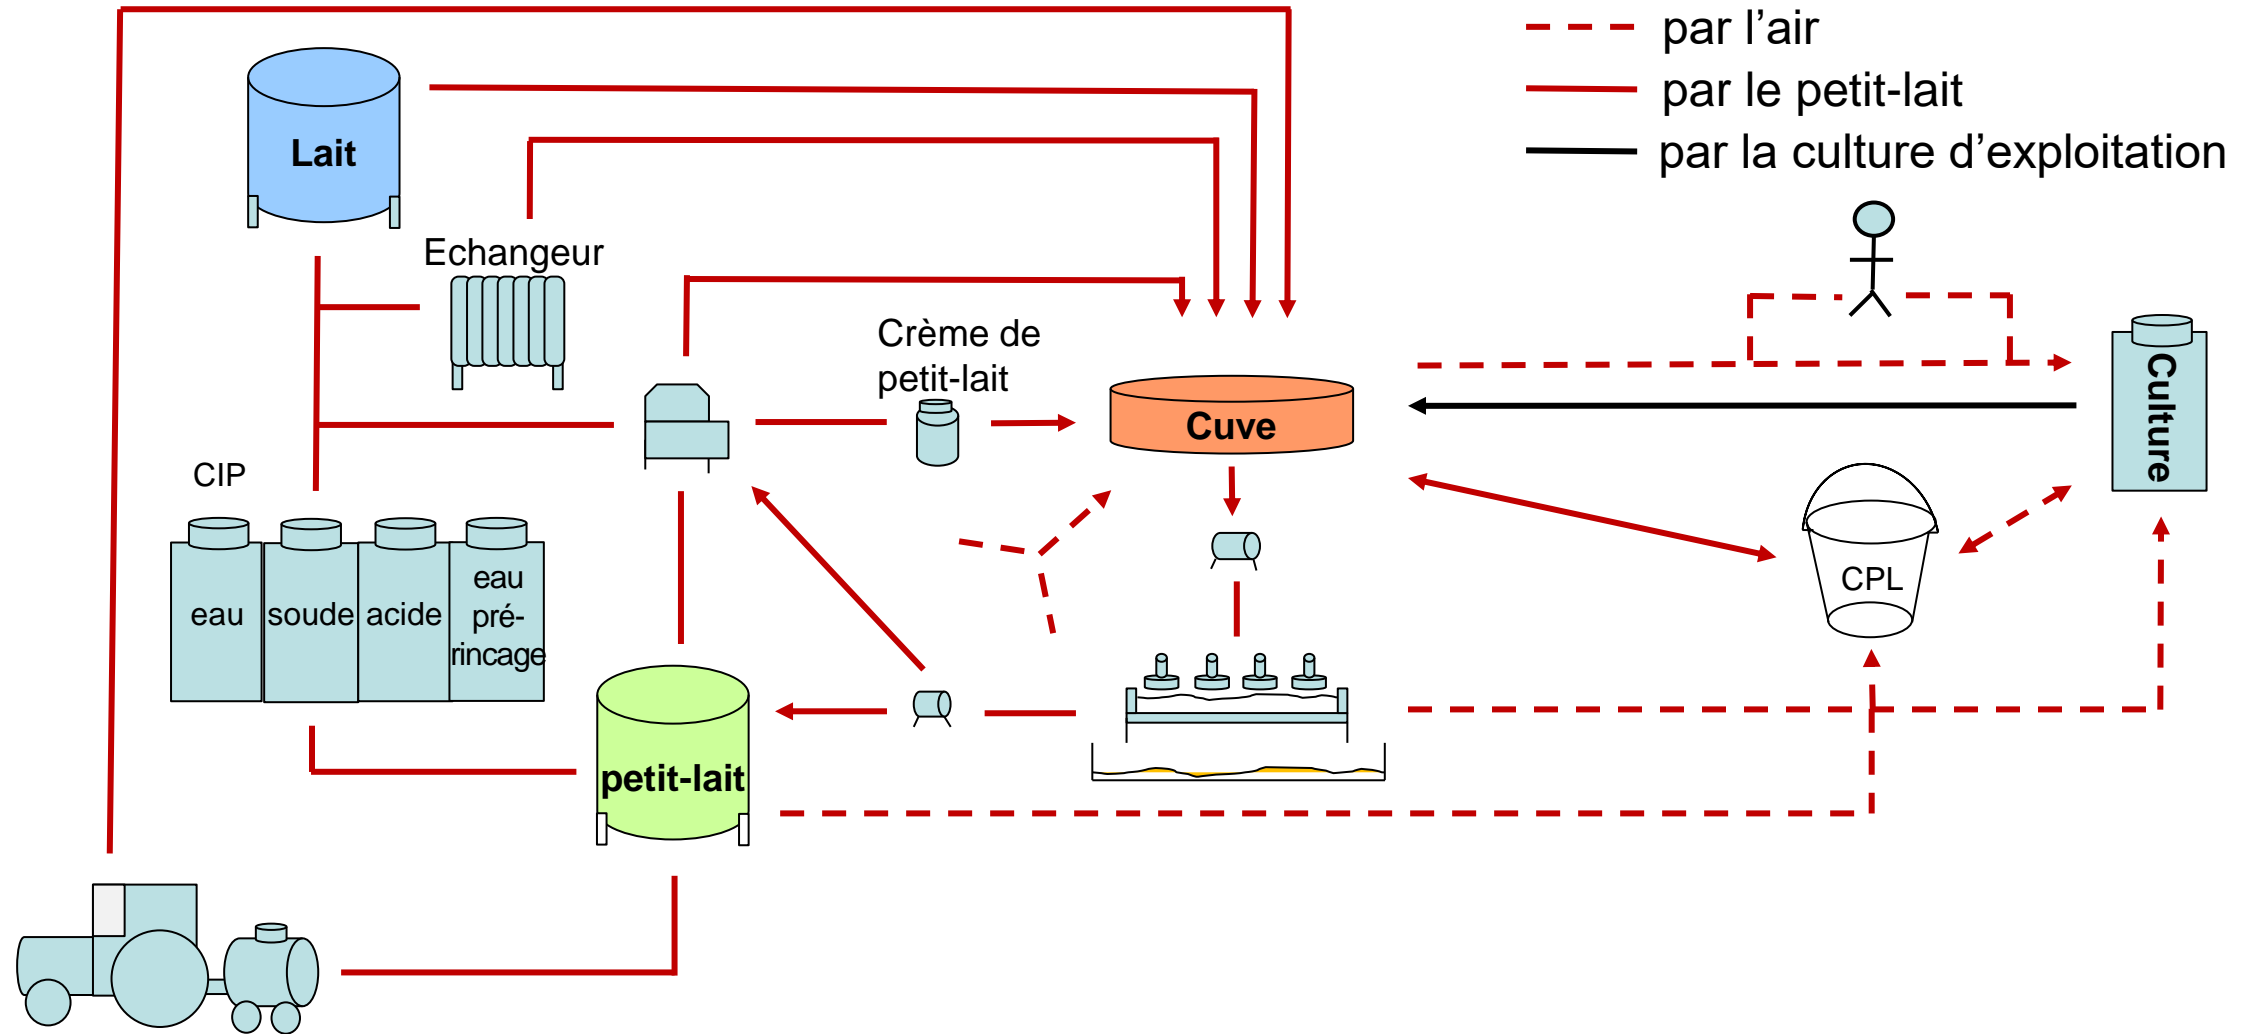 par l’air
par le petit-lait
par la culture d’exploitation
Lait
Echangeur
Crème de
petit-lait
Cuve
Culture
CIP
eau
soude
acide
eau
pré-
rincage
CPL
petit-lait